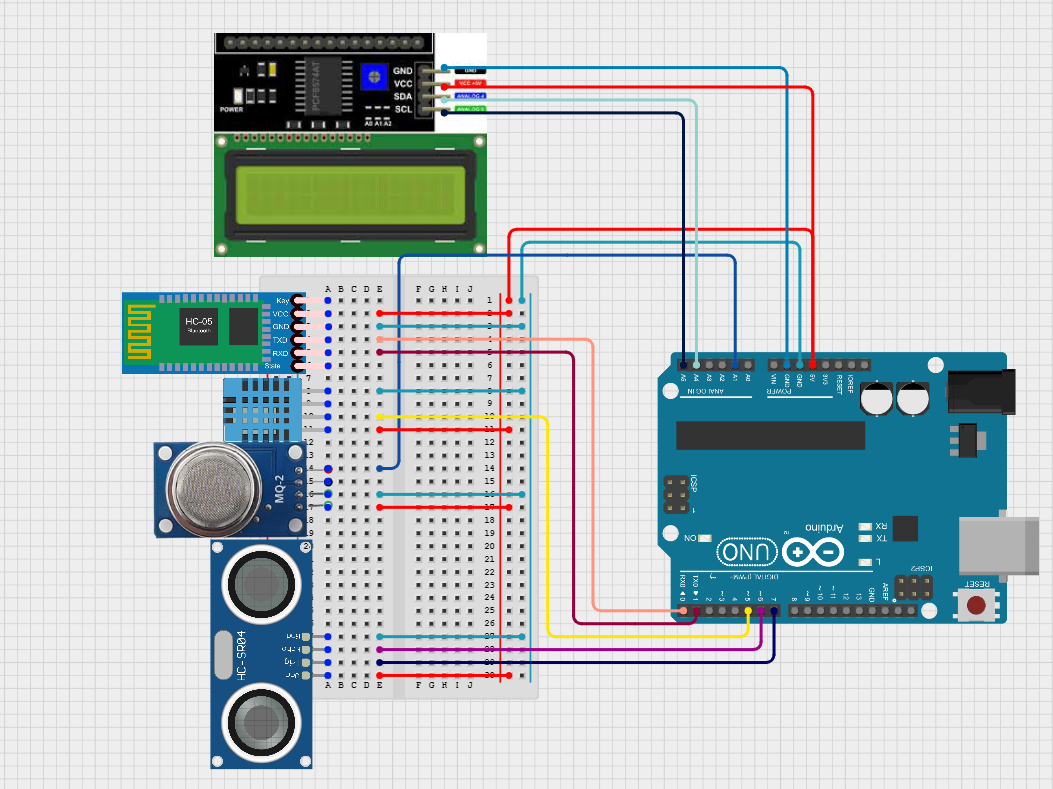 GND
VCC
SDA
SCL
GND
VCC +5V
ANALOG 4
ANALOG 5
PCF8574AT
POWER
A0 A1 A2
A B C D E F G H I J
HC-05
Bluetooth
Key
VCC
GND
TXD
RXD
State
MQ-2
HC-SR04
1
2
3
4
5
6
7
8
9
10
11
12
13
14
15
16
17
18
19
20
21
22
23
24
25
26
27
28
29
30
A B C D E F G H I J
A5 A4 A3 A2 A1 A0
ANALOG IN
VIN GND GND 5V 3V3 RESET IOREF
POWER
ICSP
1
Arduino
UNO
ON
RX
TX
L
ICSP2
RESET
DIGITAL (PWM~)
RX0 TX0
0 1 2 ~3 4 ~5 ~6 7 8 ~9 ~10 ~11 12 13 GND AREF